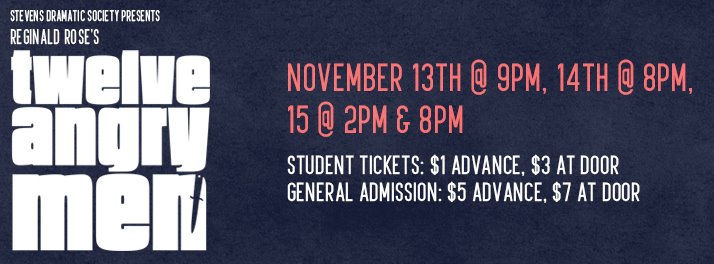 STEVENS DRAMATIC SOCIETY PRESENTS
REGINALD ROSE'S
twelve
angry
men
NOVEMBER 13TH @ 9PM, 14TH @ 8PM,
15 @ 2PM & 8PM
STUDENT TICKETS: $1 ADVANCE, $3 AT DOOR
GENERAL ADMISSION: $5 ADVANCE, $7 AT DOOR